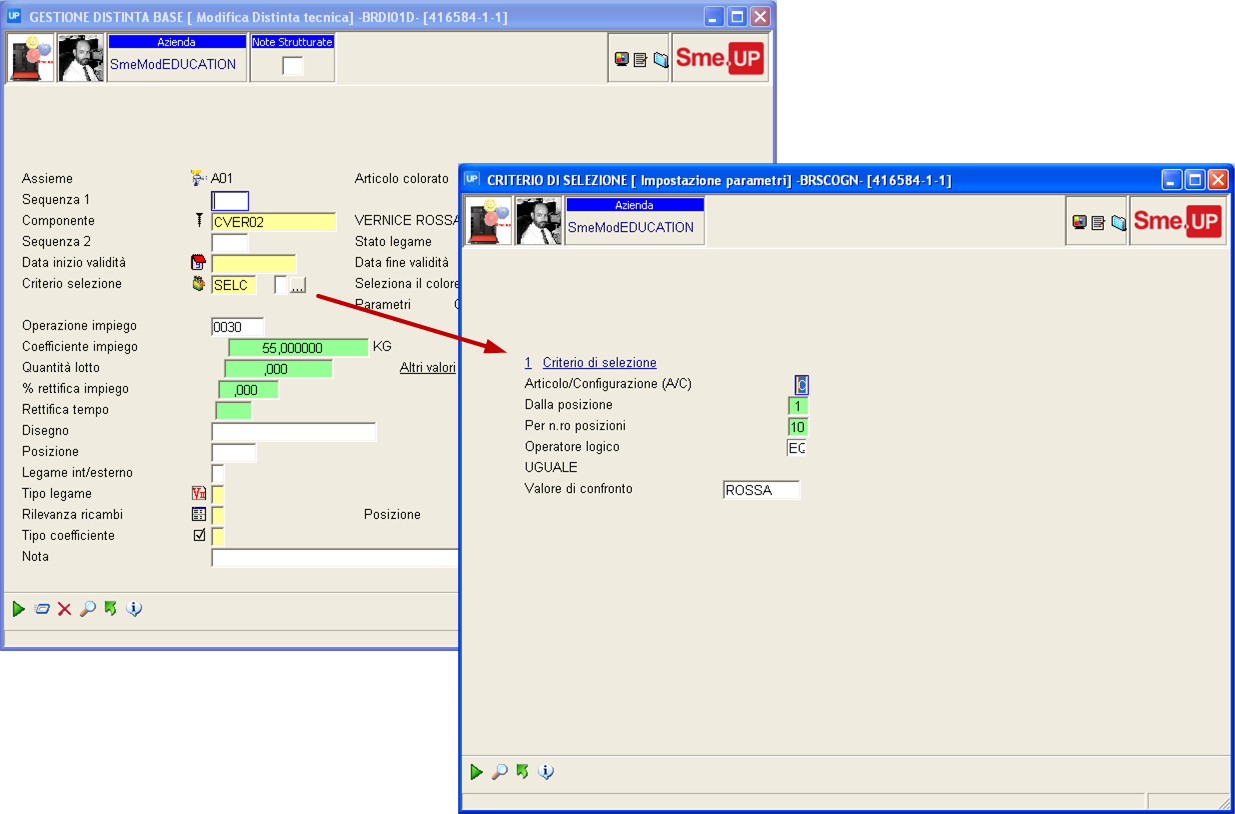 UP GESTIONE DISTINTA BASE [ Modifica Distinta tecnica] -BRDI01D- [416584-1-1]
Azienda
Note Strutturate
SmeModEDUCATION
Sme.UP
Assieme A01 Articolo colorato
Sequenza 1
Componente CVER02 VERNICE ROSSA
Sequenza 2 Stato legame
Data inizio validità Data fine validità
Criterio selezione SELC ... Seleziona il colore
Parametri
Operazione impiego 0030
Coefficiente impiego 55,000000 KG
Quantità lotto ,000 Altri valori
% rettifica impiego ,000
Rettifica tempo
Disegno
Posizione
Legame int/esterno
Tipo legame
Rilevanza ricambi Posizione
Tipo coefficiente
Nota
UP CRITERIO DI SELEZIONE [ Impostazione parametri] -BRSCOGN- [416584-1-1]
Azienda
SmeModEDUCATION
Sme.UP
1 Criterio di selezione
Articolo/Configurazione (A/C) C
Dalla posizione 1
Per n.ro posizioni 10
Operatore logico EQ
UGUALE
Valore di confronto ROSSA